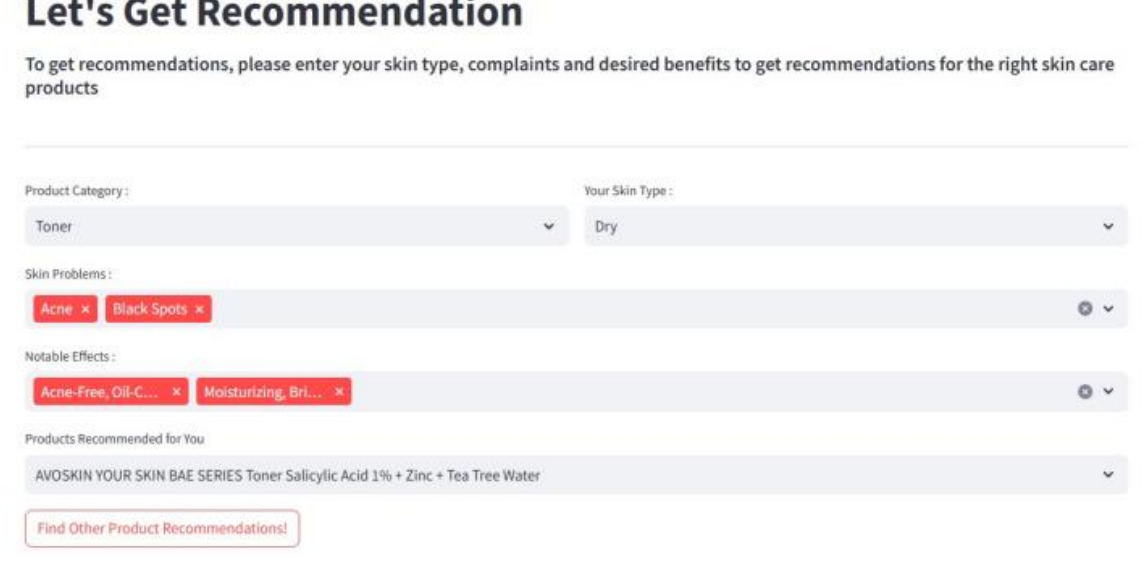 Let's Get Recommendation
To get recommendations, please enter your skin type, complaints and desired benefits to get recommendations for the right skin care
products
Product Category :
Your Skin Type :
Toner
Dry
Skin Problems :
Acne ×
Black Spots ×
Notable Effects :
Acne-Free, Oil-C... ×
Moisturizing, Bri... ×
Products Recommended for You
AVOSKIN YOUR SKIN BAE SERIES Toner Salicylic Acid 1% + Zinc + Tea Tree Water
Find Other Product Recommendations!